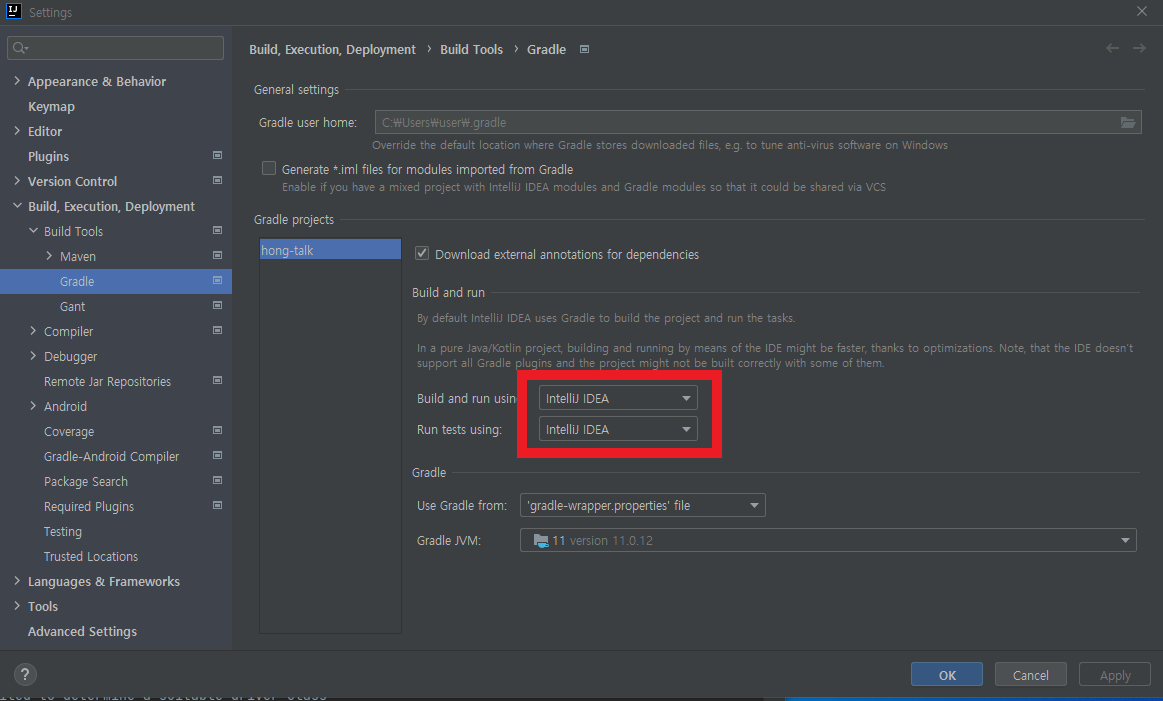 IJ
Settings
Build, Execution, Deployment › Build Tools › Gradle
Appearance & Behavior
Keymap
Editor
Plugins
Version Control
Build, Execution, Deployment
Build Tools
Maven
Gradle
Gant
Compiler
Debugger
Remote Jar Repositories
Android
Coverage
Gradle-Android Compiler
Package Search
Required Plugins
Testing
Trusted Locations
Languages & Frameworks
Tools
Advanced Settings
General settings
Gradle user home: C:₩Users₩user₩.gradle
Override the default location where Gradle stores downloaded files, e.g. to tune anti-virus software on Windows
Generate *.iml files for modules imported from Gradle
Enable if you have a mixed project with IntelliJ IDEA modules and Gradle modules so that it could be shared via VCS
Gradle projects
hong-talk
Download external annotations for dependencies
Build and run
By default IntelliJ IDEA uses Gradle to build the project and run the tasks.
In a pure Java/Kotlin project, building and running by means of the IDE might be faster, thanks to optimizations. Note, that the IDE doesn't
support all Gradle plugins and the project might not be built correctly with some of them.
Build and run usin IntelliJ IDEA
Run tests using: IntelliJ IDEA
Gradle
Use Gradle from: 'gradle-wrapper.properties' file
Gradle JVM: 11 version 11.0.12
?
OK
Cancel
Apply
to determine a suitable driver class